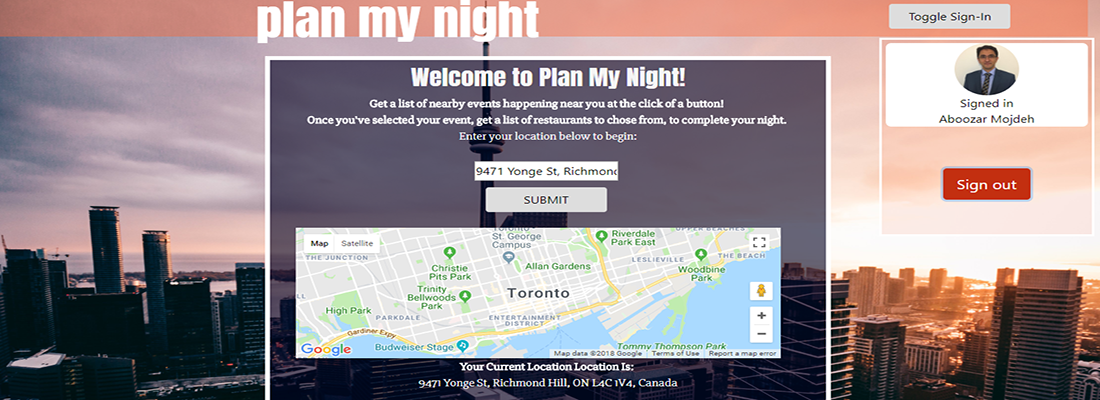 plan my night
Toggle Sign-In
Signed in
Aboozar Mojdeh
Sign out
Welcome to Plan My Night!
Get a list of nearby events happening near you at the click of a button!
Once you've selected your event, get a list of restaurants to chose from, to complete your night.
Enter your location below to begin:
9471 Yonge St, Richmond
SUBMIT
Map Satellite
St. George
Campus
Riverdale
Park East
UPPER BEACHES
THE JUNCTION
Christie
Pits Park
Allan Gardens
LESLIEVILLE
THE BEACH
Woodbine
Park
Trinity
Bellwoods Park
Toronto
High Park
PARKDALE
ENTERTAINMENT
DISTRICT
Gardiner Expy
Budweiser Stage
Tommy Thompson Park
Google
Map data ©2018 Google
Terms of Use
Report a map error
Your Current Location Location Is:
9471 Yonge St, Richmond Hill, ON L4C 1V4, Canada